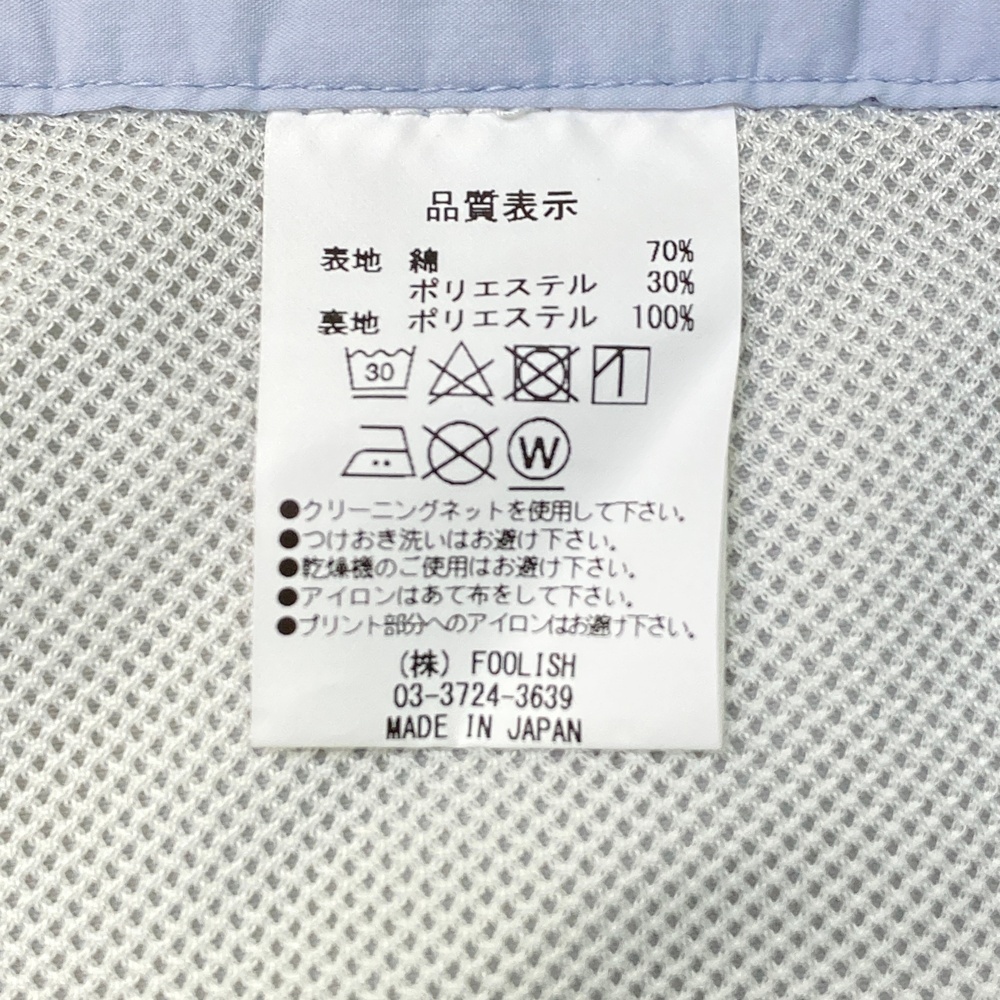 品質表示
表地 綿 70%
ポリエステル 30%
裏地 ポリエステル 100%
30
W
●クリーニングネットを使用して下さい。
●つけおき洗いはお避け下さい。
●乾燥機のご使用はお避け下さい。
●アイロンはあて布をして下さい。
●プリント部分へのアイロンはお避け下さい。
(株) FOOLISH
03-3724-3639
MADE IN JAPAN